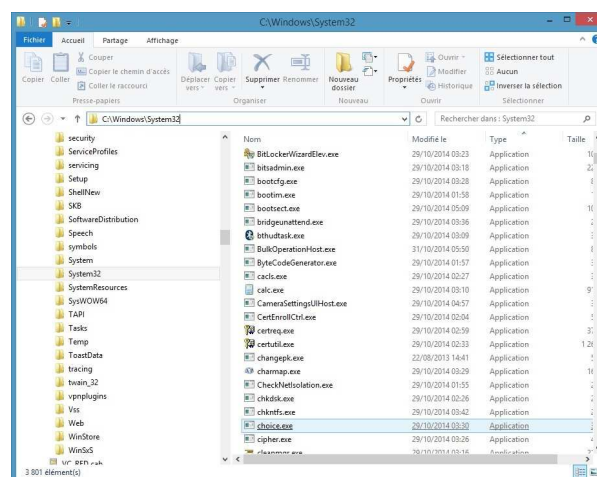 C:\Windows\System32
Fichier Accueil Partage Affichage
Copier
Coller
Couper
Copier le chemin d'accès
Coller le raccourci
Presse-papiers
Déplacer vers
Copier vers
Supprimer
Renommer
Organiser
Nouveau dossier
Nouveau
Propriétés
Ouvrir
Modifier
Historique
Ouvrir
Sélectionner tout
Aucun
Inverser la sélection
Sélectionner
C:\Windows\System32
Rechercher dans : System32
security
ServiceProfiles
servicing
Setup
ShellNew
SKB
SoftwareDistribution
Speech
symbols
System
System32
SystemResources
SysWOW64
TAPI
Tasks
Temp
ToastData
tracing
twain_32
vpnplugins
Vss
Web
WinStore
WinSxS
VC_RED.cab
Nom Modifié le Type Taille
BitLockerWizardElev.exe 29/10/2014 03:23 Application
bitsadmin.exe 29/10/2014 03:18 Application
bootcfg.exe 29/10/2014 03:28 Application
bootim.exe 29/10/2014 01:58 Application
bootsect.exe 29/10/2014 05:09 Application
bridgeunattend.exe 29/10/2014 03:36 Application
bthudtask.exe 29/10/2014 03:09 Application
BulkOperationHost.exe 31/10/2014 05:50 Application
ByteCodeGenerator.exe 29/10/2014 01:57 Application
cacls.exe 29/10/2014 02:27 Application
calc.exe 29/10/2014 03:10 Application
CameraSettingsUIHost.exe 29/10/2014 04:57 Application
CertEnrollCtrl.exe 29/10/2014 02:04 Application
certreq.exe 29/10/2014 02:59 Application
certutil.exe 29/10/2014 02:33 Application
changepk.exe 22/08/2013 14:41 Application
charmap.exe 29/10/2014 03:29 Application
CheckNetIsolation.exe 29/10/2014 01:55 Application
chkdsk.exe 29/10/2014 02:26 Application
chkntfs.exe 29/10/2014 03:42 Application
choice.exe 29/10/2014 03:30 Application
cipher.exe 29/10/2014 03:26 Application
cleanmgr.exe 29/10/2014 03:16 Application
3 801 élément(s)